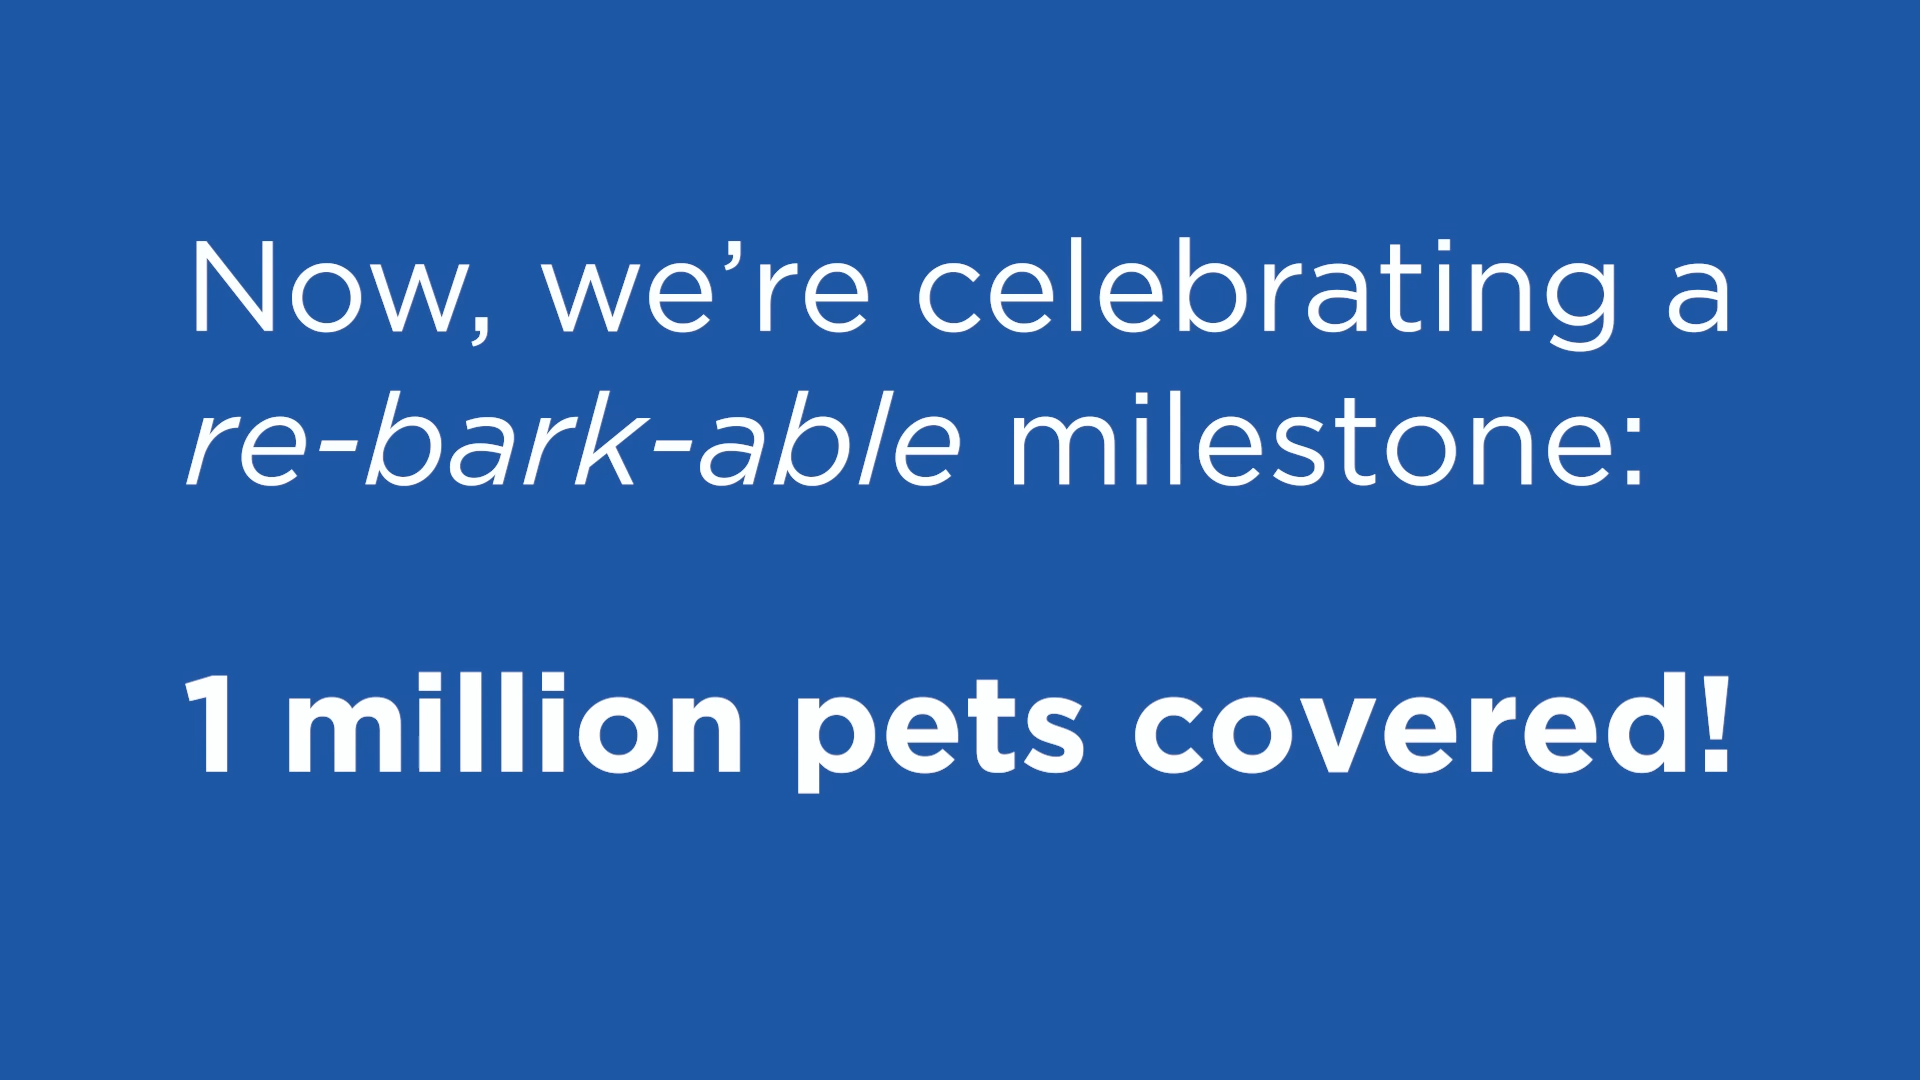 Now, we’re celebrating a
re-bark-able milestone:
1 million pets covered!